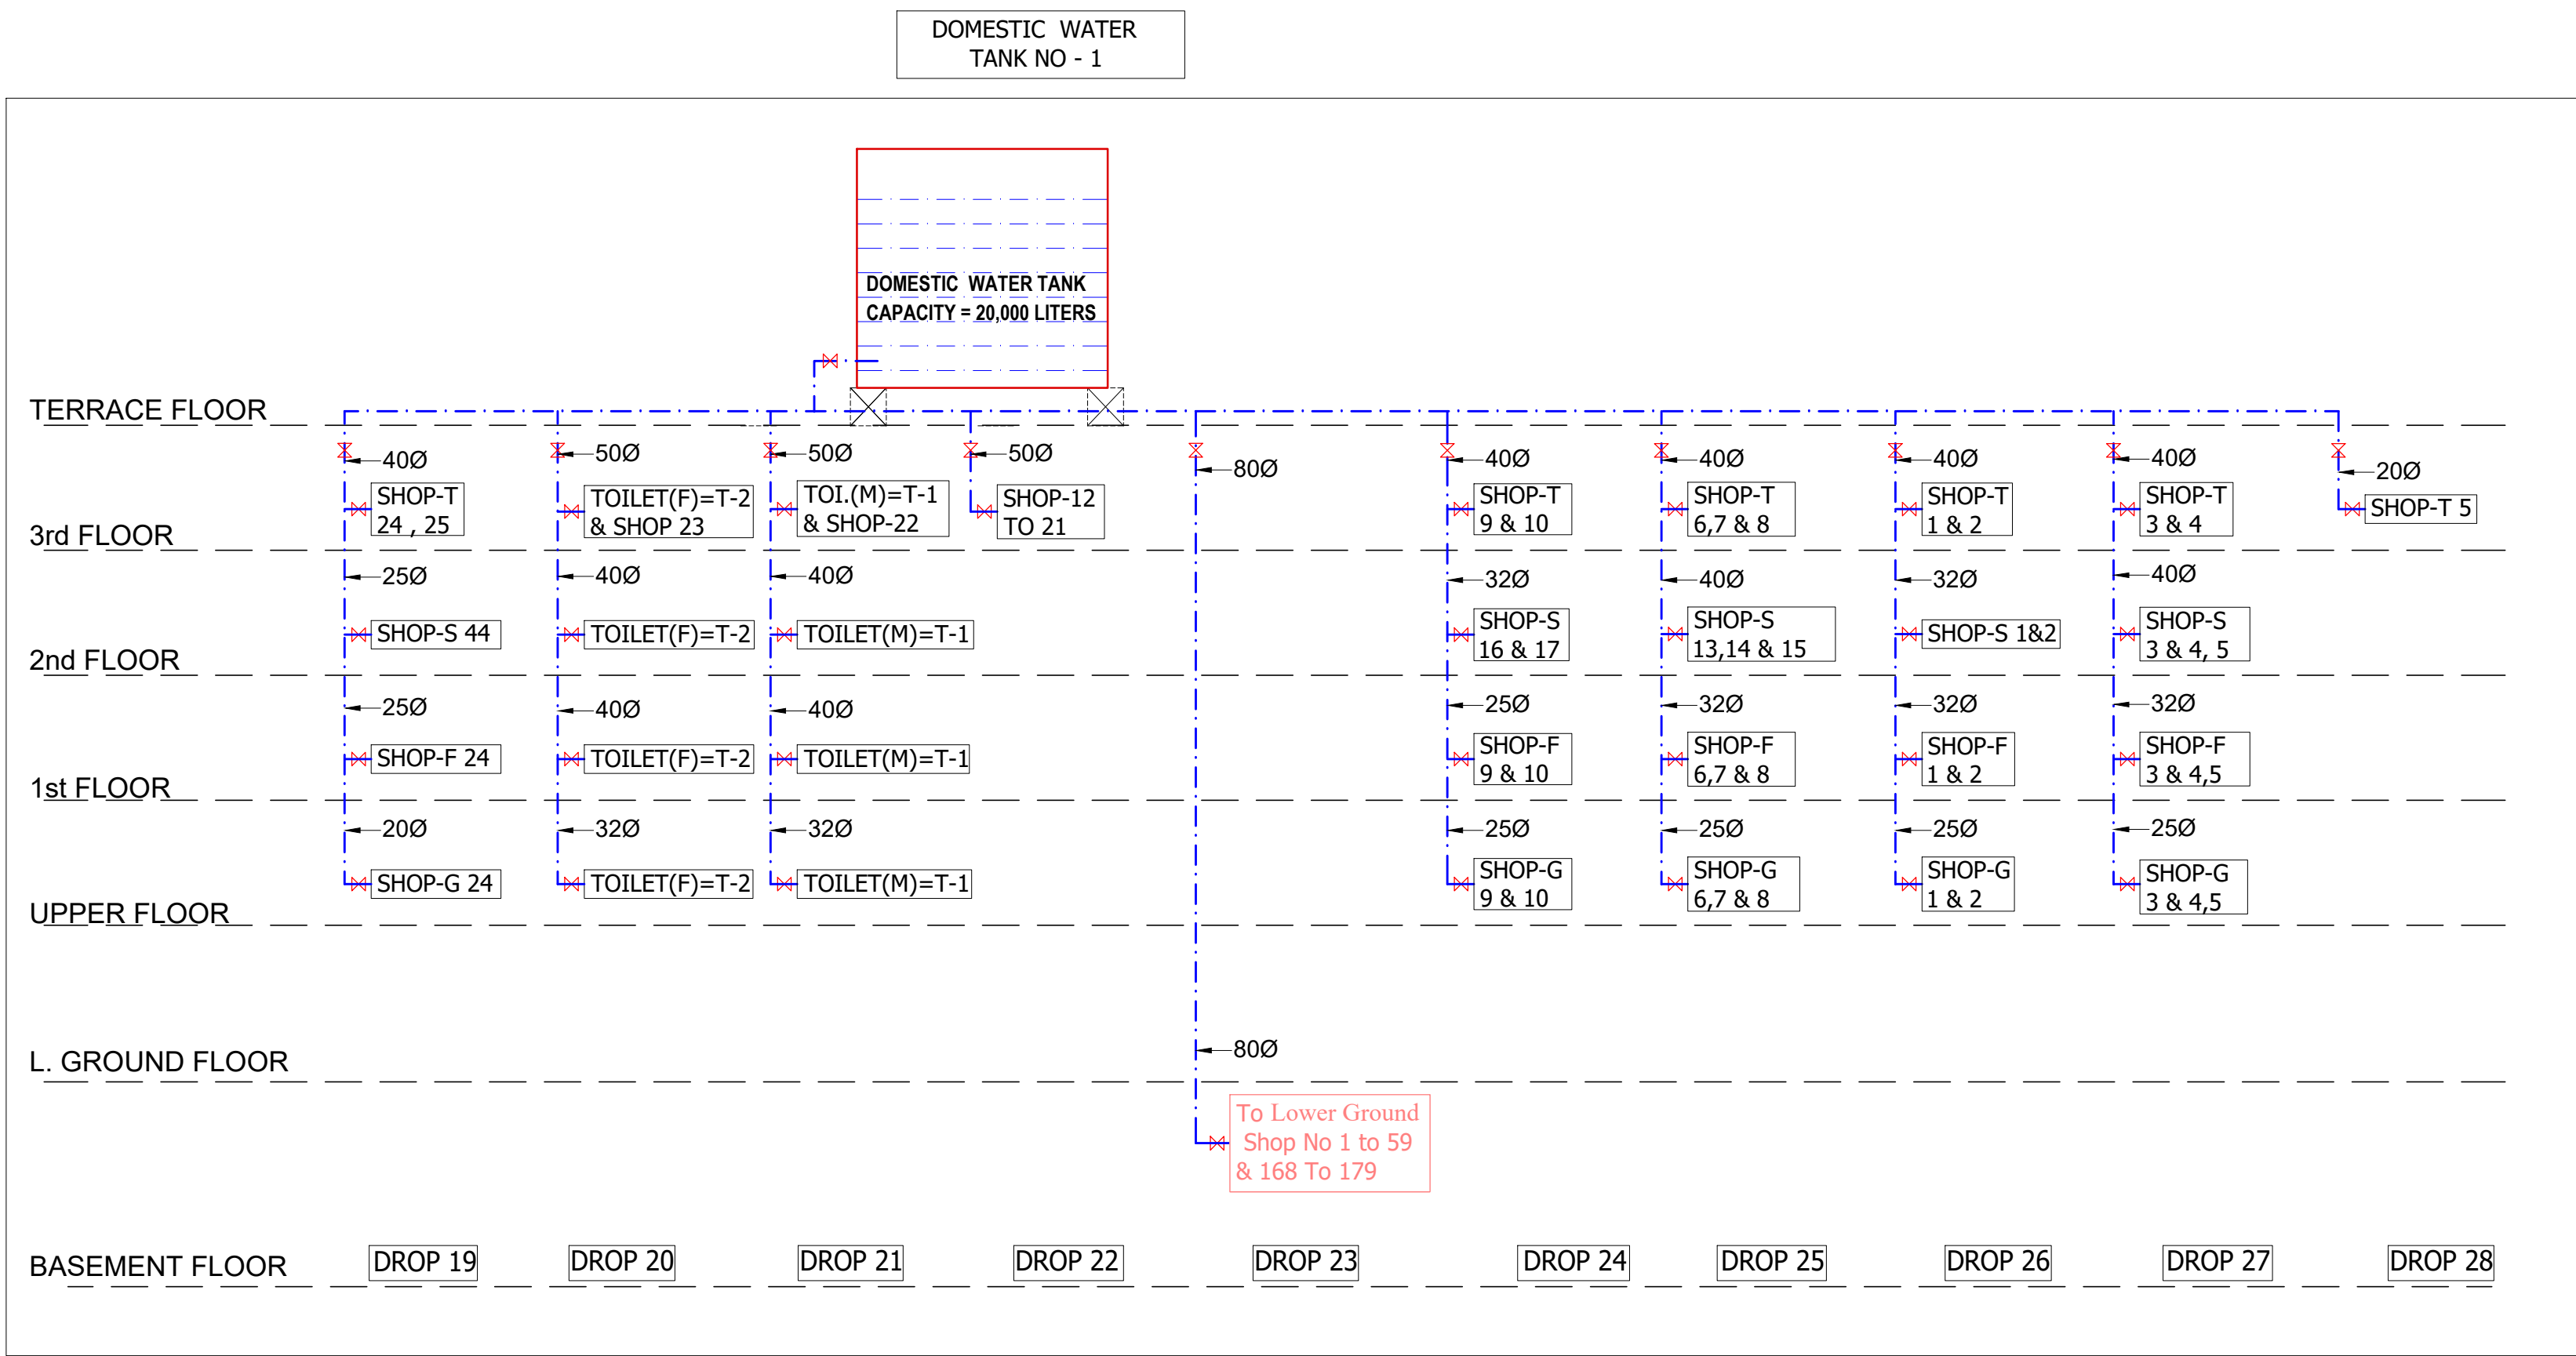 DOMESTIC WATER
TANK NO - 1
DOMESTIC WATER TANK
CAPACITY = 20,000 LITERS
TERRACE FLOOR
40Ø
50Ø
50Ø
50Ø
80Ø
40Ø
40Ø
40Ø
40Ø
20Ø
SHOP-T
24 , 25
TOILET(F)=T-2
& SHOP 23
TOI.(M)=T-1
& SHOP-22
SHOP-12
TO 21
SHOP-T
9 & 10
SHOP-T
6,7 & 8
SHOP-T
1 & 2
SHOP-T
3 & 4
SHOP-T 5
3rd FLOOR
25Ø
40Ø
40Ø
32Ø
40Ø
32Ø
40Ø
SHOP-S 44
TOILET(F)=T-2
TOILET(M)=T-1
SHOP-S
16 & 17
SHOP-S
13,14 & 15
SHOP-S 1&2
SHOP-S
3 & 4, 5
2nd FLOOR
25Ø
40Ø
40Ø
25Ø
32Ø
32Ø
32Ø
SHOP-F 24
TOILET(F)=T-2
TOILET(M)=T-1
SHOP-F
9 & 10
SHOP-F
6,7 & 8
SHOP-F
1 & 2
SHOP-F
3 & 4,5
1st FLOOR
20Ø
32Ø
32Ø
25Ø
25Ø
25Ø
25Ø
SHOP-G 24
TOILET(F)=T-2
TOILET(M)=T-1
SHOP-G
9 & 10
SHOP-G
6,7 & 8
SHOP-G
1 & 2
SHOP-G
3 & 4,5
UPPER FLOOR
80Ø
L. GROUND FLOOR
To Lower Ground
Shop No 1 to 59
& 168 To 179
BASEMENT FLOOR
DROP 19
DROP 20
DROP 21
DROP 22
DROP 23
DROP 24
DROP 25
DROP 26
DROP 27
DROP 28